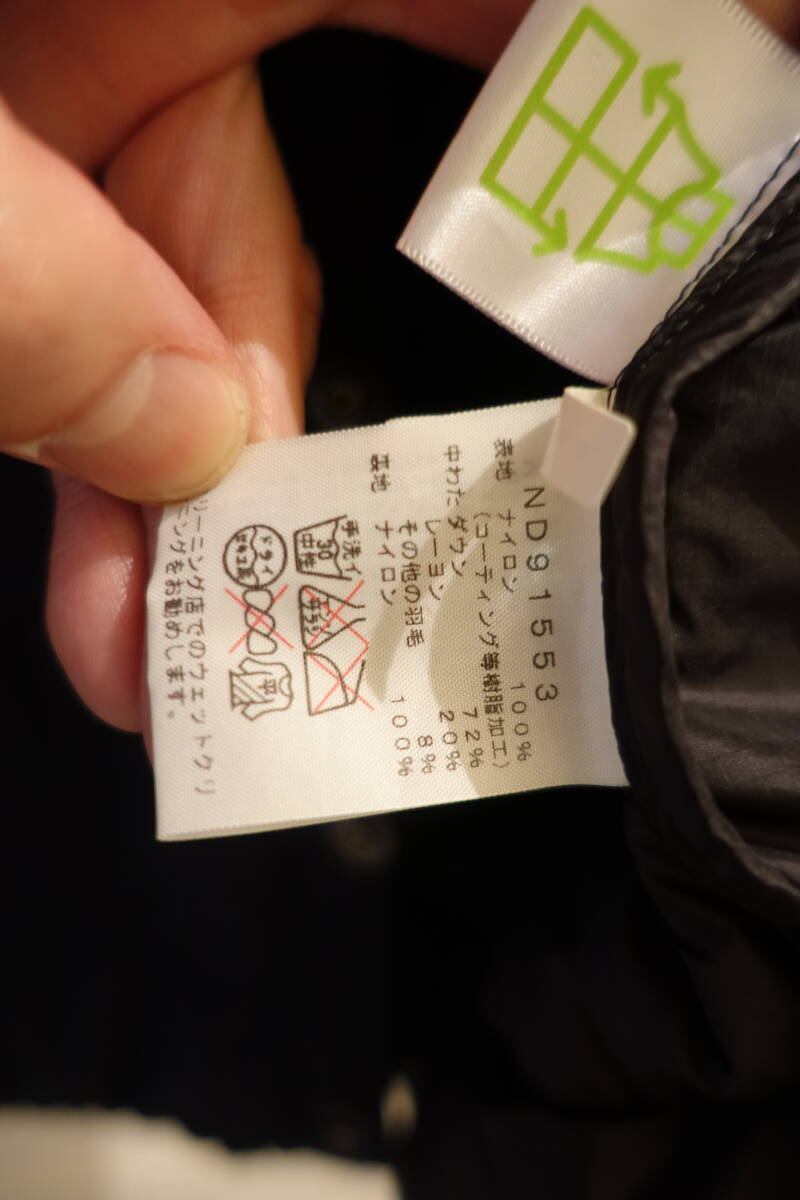 ND91553
表地 ナイロン 100%
(コーティング等樹脂加工)
中わた ダウン 72%
レーヨン 20%
その他の羽毛 8%
裏地 ナイロン 100%
手洗イ
30
中性
ドライ
セキユ系
平
リーニング店でのウェットクリ
ニングをお勧めします。